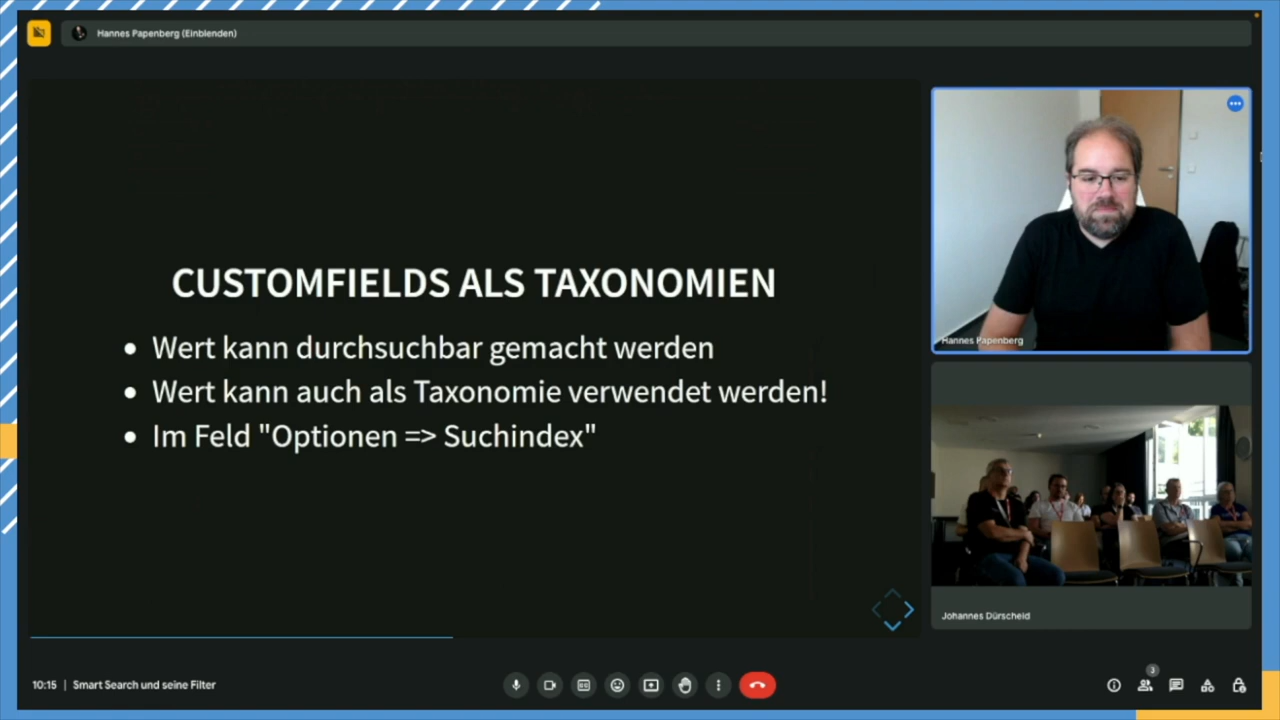 Hannes Papenberg (Einblenden)
CUSTOMFIELDS ALS TAXONOMIEN
• Wert kann durchsuchbar gemacht werden
• Wert kann auch als Taxonomie verwendet werden!
• Im Feld "Optionen => Suchindex"
Hannes Papenberg
Johannes Dürscheid
10:15 | Smart Search und seine Filter
3